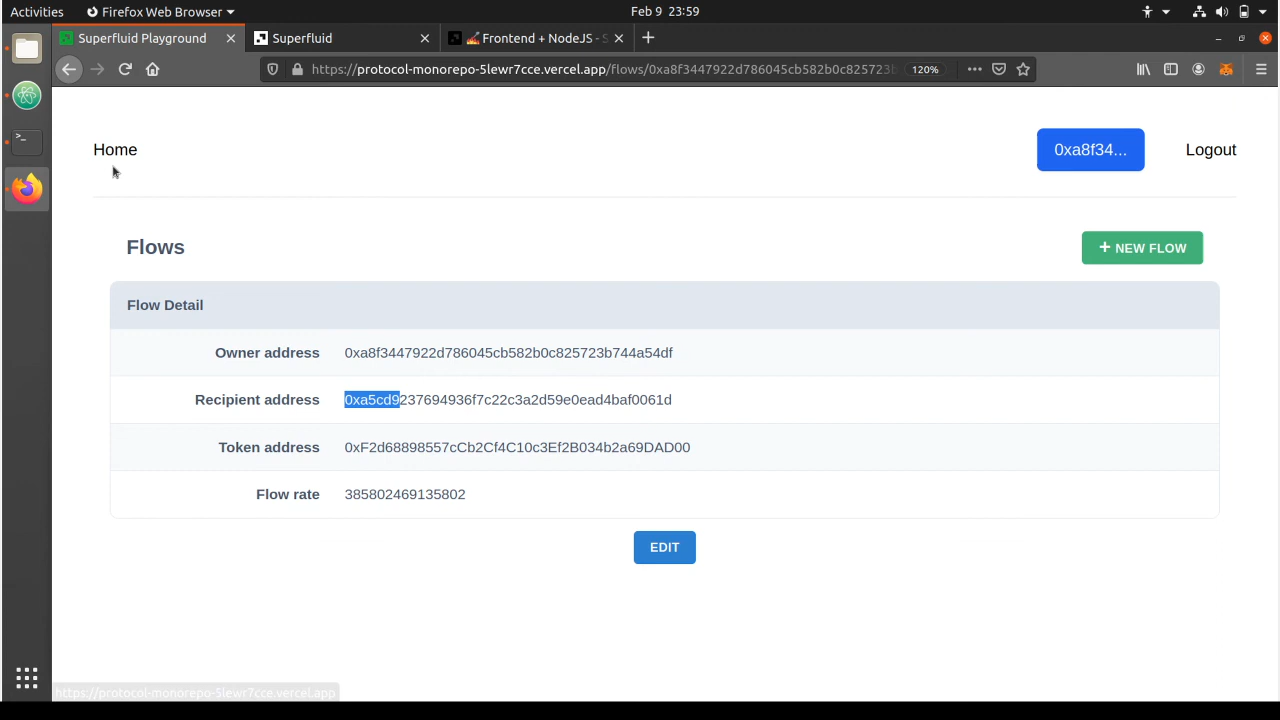 Activities Firefox Web Browser Feb 9 23:59
Superfluid Playground Superfluid Frontend + NodeJS - S
https://protocol-monorepo-5lewr7cce.vercel.app/flows/0xa8f3447922d786045cb582b0c825723b 120%
Home 0xa8f34... Logout
Flows + NEW FLOW
Flow Detail
Owner address 0xa8f3447922d786045cb582b0c825723b744a54df
Recipient address 0xa5cd9237694936f7c22c3a2d59e0ead4baf0061d
Token address 0xF2d68898557cCb2Cf4C10c3Ef2B034b2a69DAD00
Flow rate 385802469135802
EDIT
https://protocol-monorepo-5lewr7cce.vercel.app